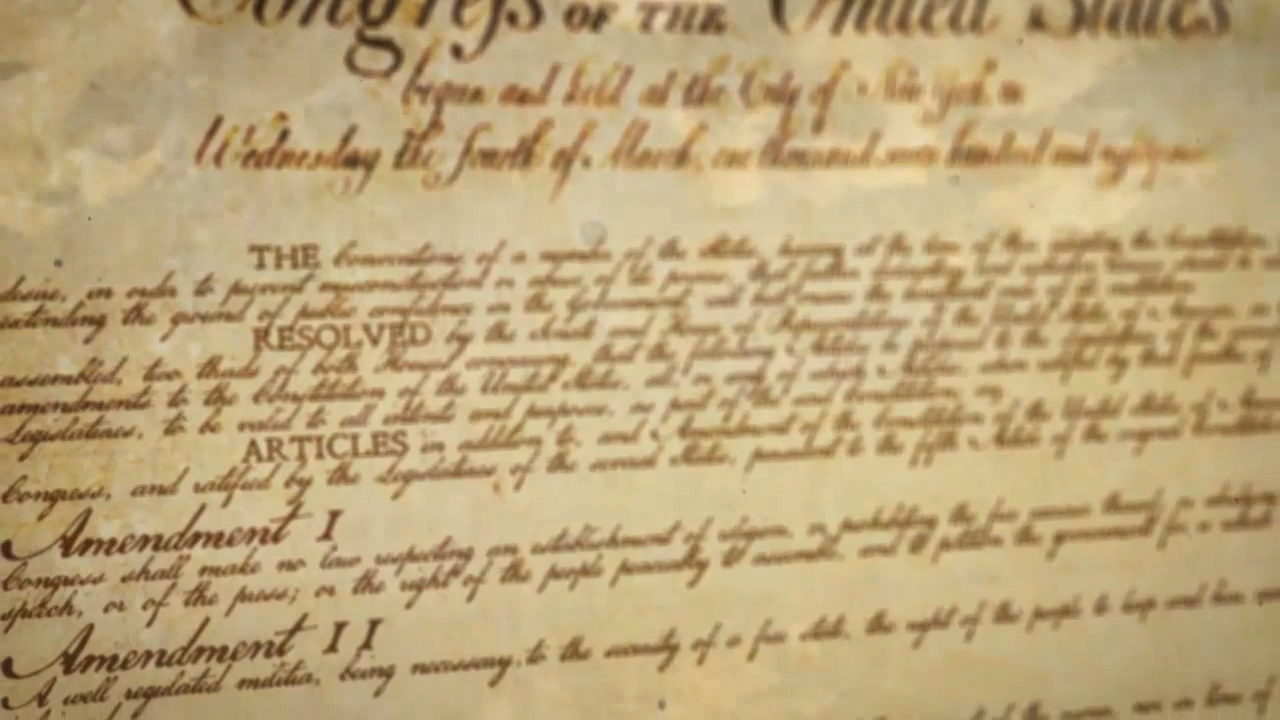 Congress OF THE United States
begun and held at the City of New York, on
Wednesday the fourth of March, one thousand seven hundred and eighty nine
THE Conventions of a number of the States, having at the time of their adopting the Constitution,
desire, in order to prevent misconstruction or abuse of its powers, that further declaratory and restrictive clauses should be
extending the ground of public confidence in the Government, will best ensure the
RESOLVED by the Senate and House of Representatives of the United States of America, in
assembled, two thirds of both Houses concurring, that the following Articles be proposed to the Legislatures of the
amendments to the Constitution of the United States, all, or any of which Articles, when ratified by three fourths of
Legislatures, to be valid to all intents and purposes, as part of the said Constitution,
ARTICLES in addition to, and Amendment of the Constitution of the United States of America
Congress, and ratified by the Legislatures of the several States, pursuant to the fifth Article of the original Constitution
Amendment I
Congress shall make no law respecting an establishment of religion, or prohibiting the free exercise thereof; or abridging
speech, or of the press; or the right of the people peaceably to assemble, and to petition the government for a
Amendment II
A well regulated militia, being necessary to the security of a free state, the right of the people to keep and bear
nor in time of